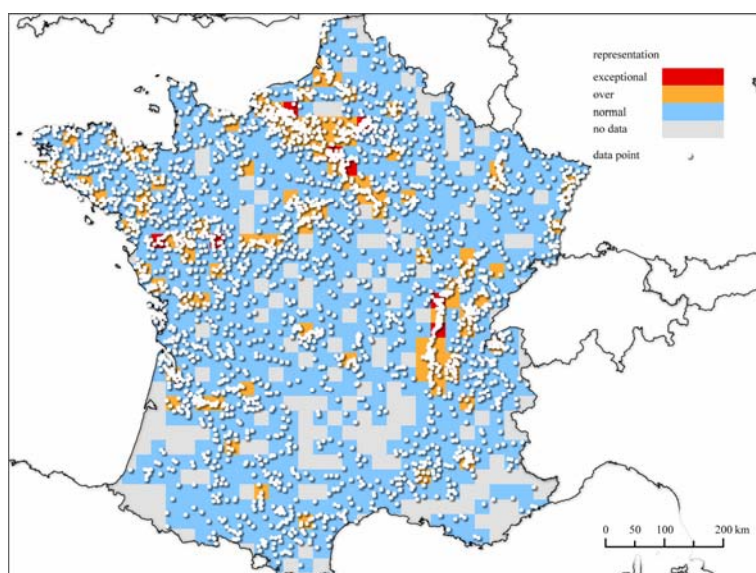 representation
exceptional
over
normal
no data
data point
0 50 100 200 km